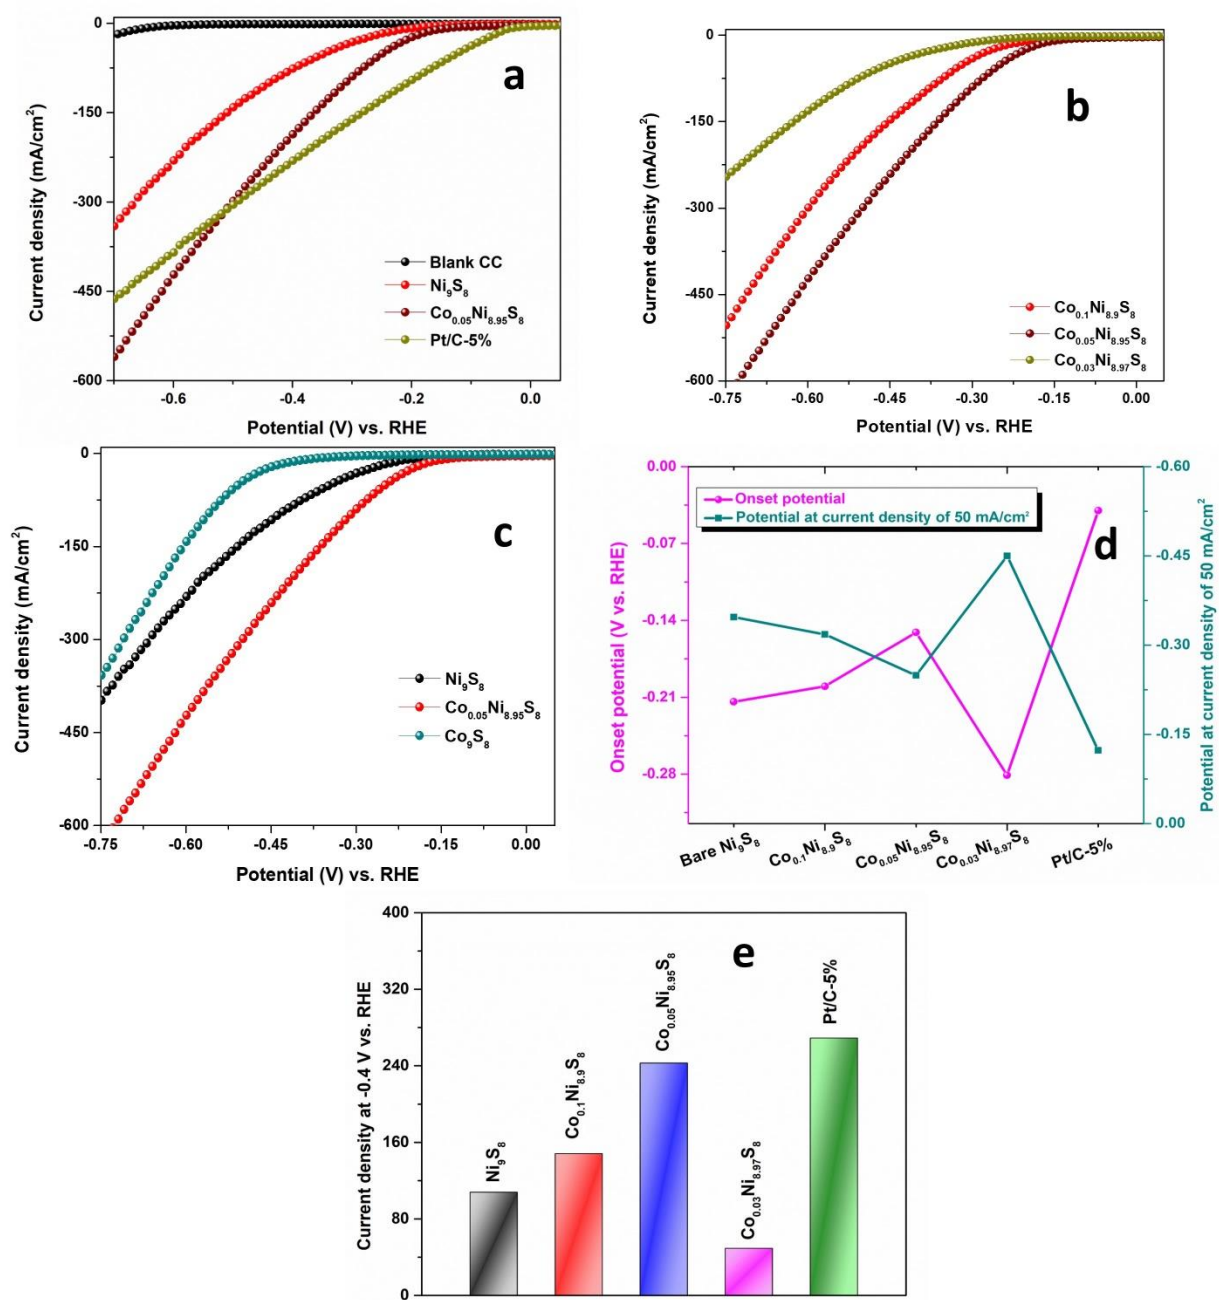 a
0
-150
-300
-450
-600
-0.6
-0.4
-0.2
0.0
Current density (mA/cm²)
Potential (V) vs. RHE
Blank CC
Ni₉S₈
Co₀.₀₅Ni₈.₉₅S₈
Pt/C-5%
b
0
-150
-300
-450
-600
-0.75
-0.60
-0.45
-0.30
-0.15
0.00
Current density (mA/cm²)
Potential (V) vs. RHE
Co₀.₁Ni₈.₉S₈
Co₀.₀₅Ni₈.₉₅S₈
Co₀.₀₃Ni₈.₉₇S₈
c
0
-150
-300
-450
-600
-0.75
-0.60
-0.45
-0.30
-0.15
0.00
Current density (mA/cm²)
Potential (V) vs. RHE
Ni₉S₈
Co₀.₀₅Ni₈.₉₅S₈
Co₉S₈
d
0.00
-0.07
-0.14
-0.21
-0.28
Onset potential (V vs. RHE)
Onset potential
Potential at current density of 50 mA/cm²
-0.60
-0.45
-0.30
-0.15
0.00
Potential at current density of 50 mA/cm²
Bare Ni₉S₈
Co₀.₁Ni₈.₉S₈
Co₀.₀₅Ni₈.₉₅S₈
Co₀.₀₃Ni₈.₉₇S₈
Pt/C-5%
e
400
320
240
160
80
0
Current density at -0.4 V vs. RHE
Ni₉S₈
Co₀.₁Ni₈.₉S₈
Co₀.₀₅Ni₈.₉₅S₈
Co₀.₀₃Ni₈.₉₇S₈
Pt/C-5%